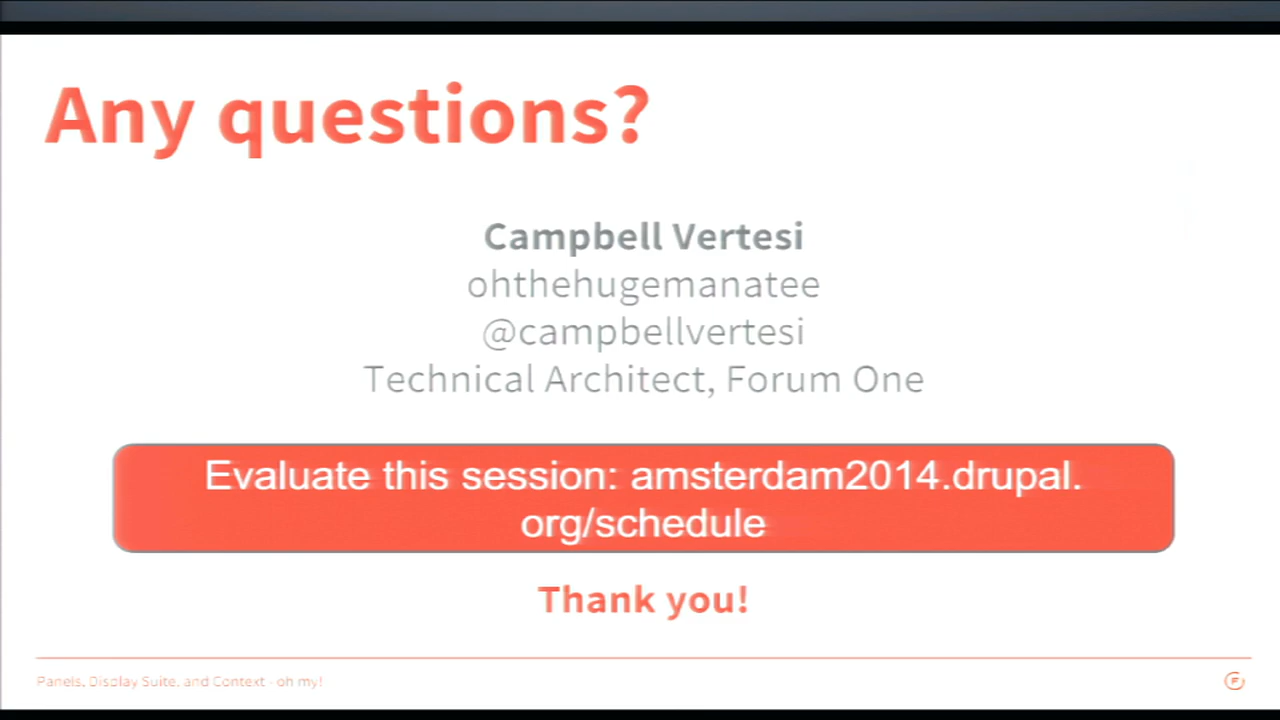 Any questions?
Campbell Vertesi
ohthehugemanatee
@campbellvertesi
Technical Architect, Forum One
Evaluate this session: amsterdam2014.drupal.
org/schedule
Thank you!
Panels, Display Suite, and Context - oh my!
F